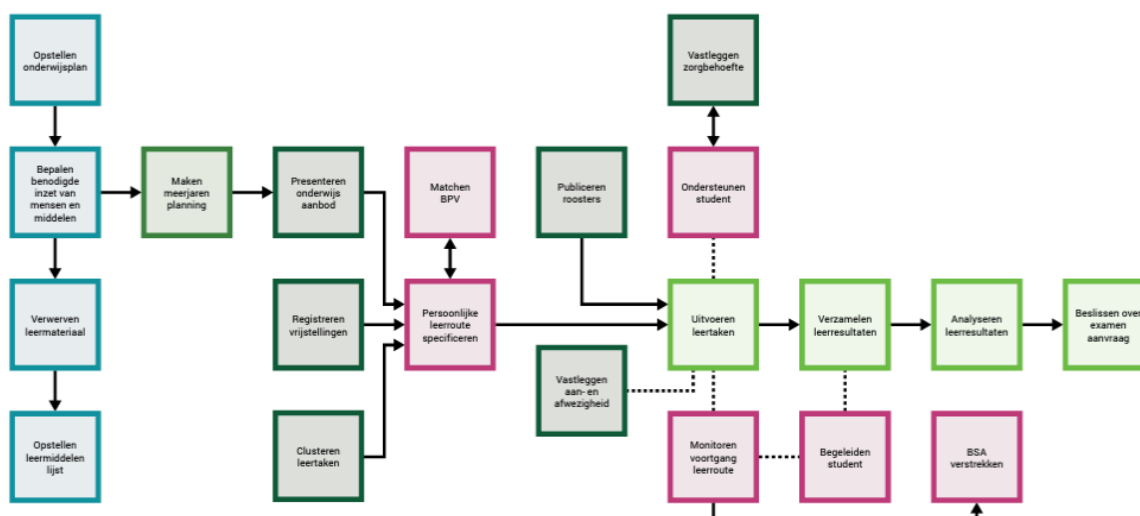 Opstellen
onderwijsplan
Vastleggen
zorgbehoefte
Bepalen
benodigde
inzet van
mensen en
middelen
Maken
meerjaren
planning
Presenteren
onderwijs
aanbod
Matchen
BPV
Publiceren
roosters
Ondersteunen
student
Verwerven
leermateriaal
Registreren
vrijstellingen
Persoonlijke
leerroute
specificeren
Uitvoeren
leertaken
Verzamelen
leerresultaten
Analyseren
leerresultaten
Beslissen over
examen
aanvraag
Vastleggen
aan- en
afwezigheid
Opstellen
leermiddelen
lijst
Clusteren
leertaken
Monitoren
voortgang
leerroute
Begeleiden
student
BSA
verstrekken